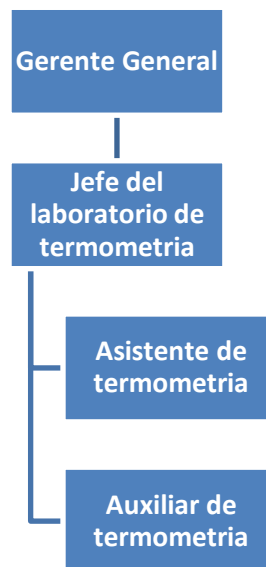 Gerente General
Jefe del
laboratorio de
termometria
Asistente de
termometria
Auxiliar de
termometria